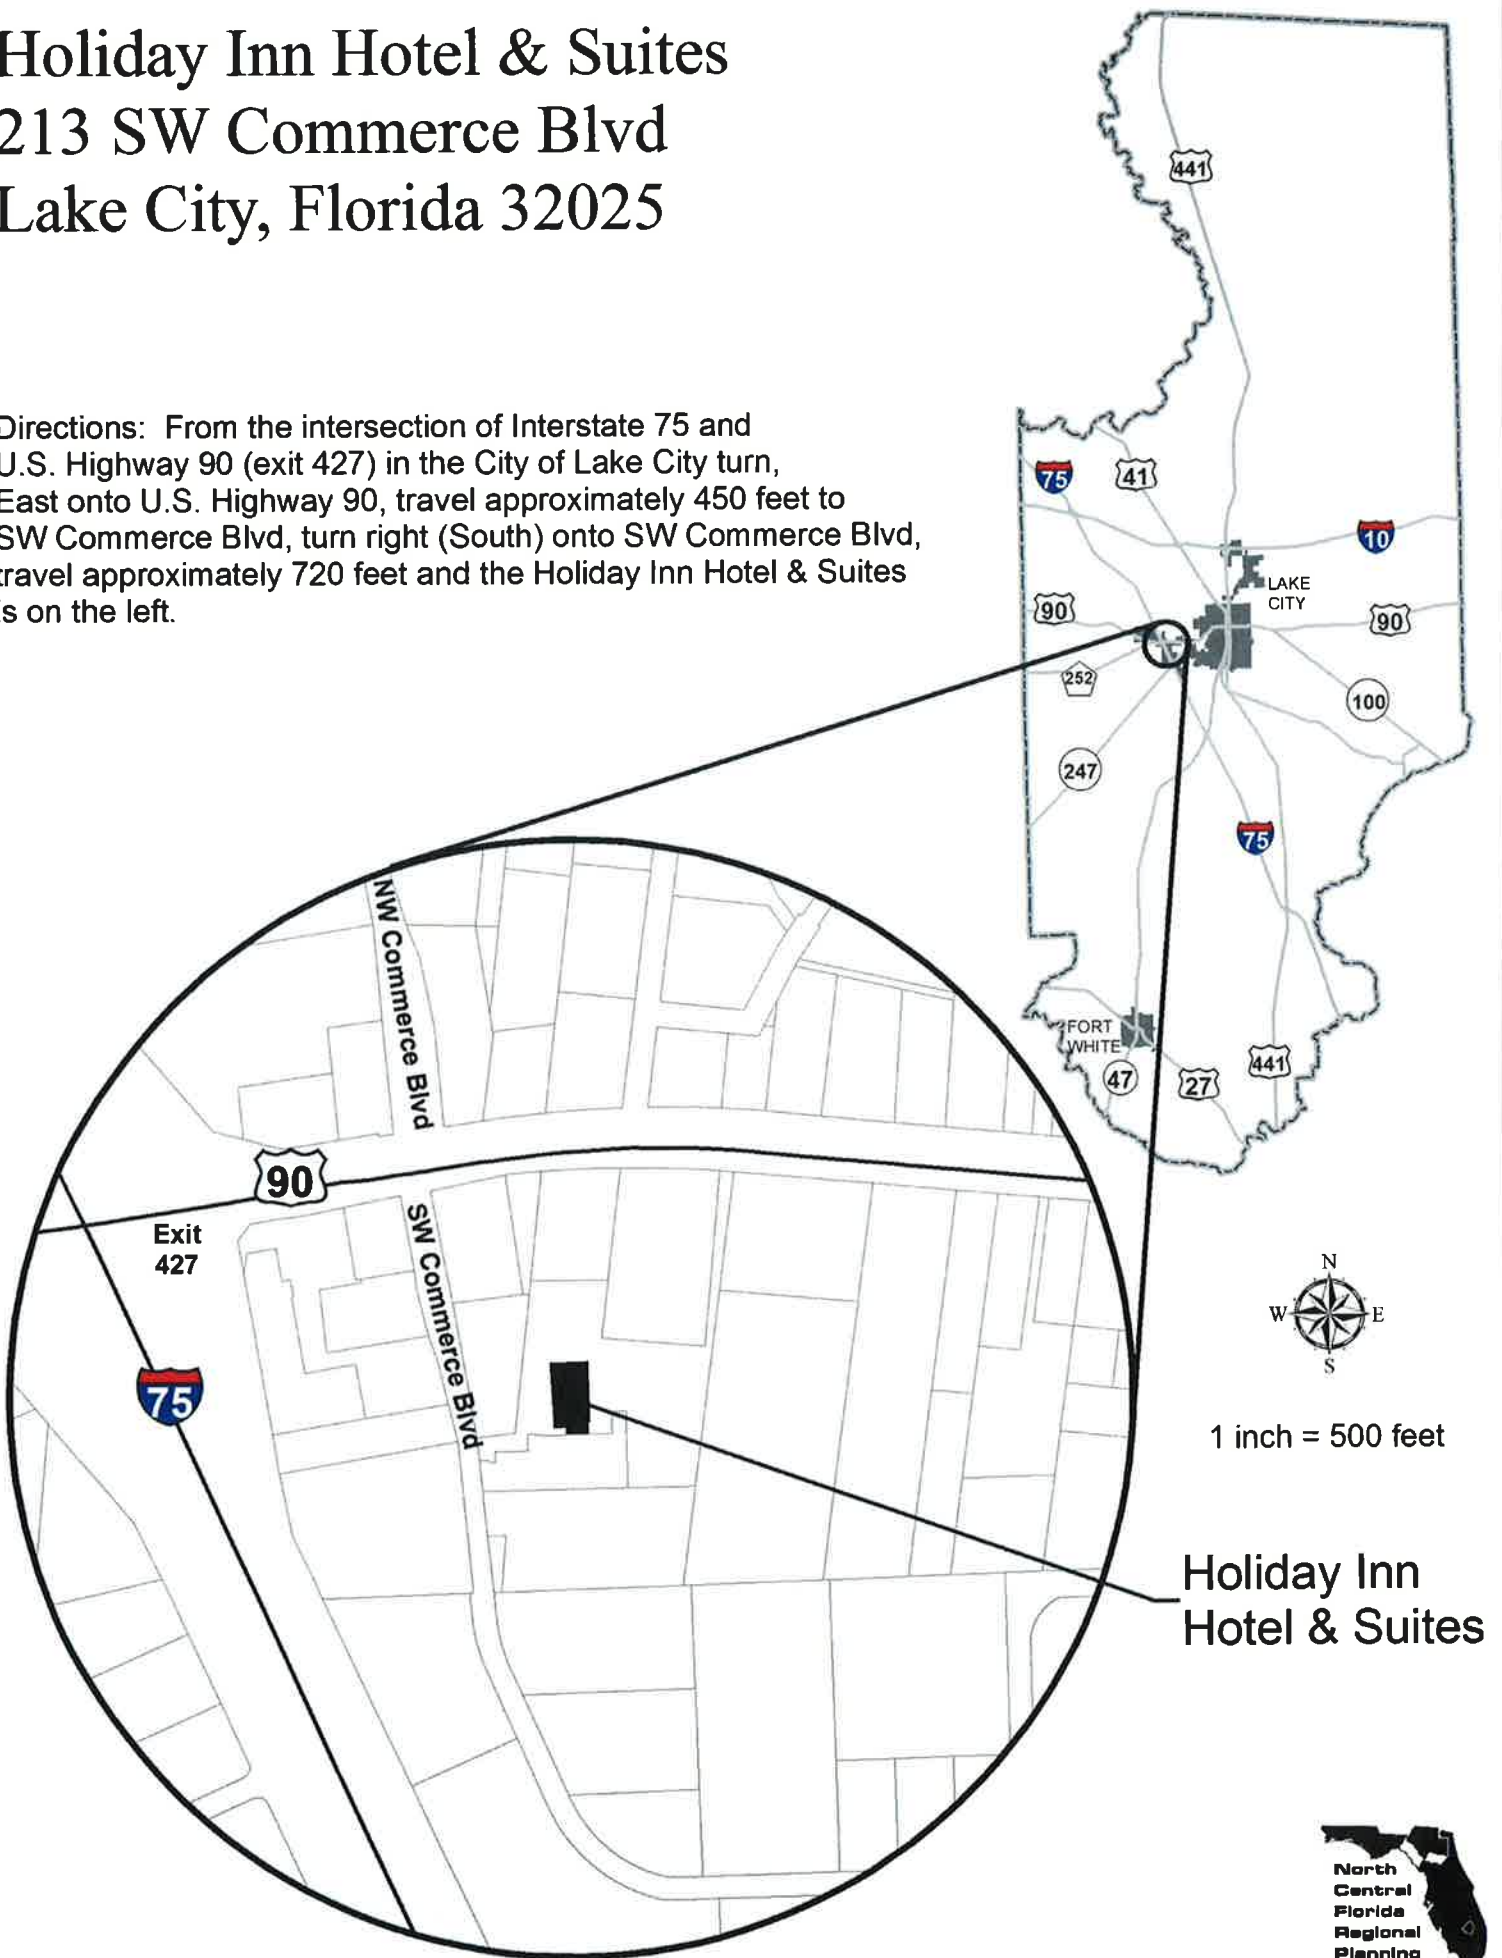 Holiday Inn Hotel & Suites
213 SW Commerce Blvd
Lake City, Florida 32025
Directions: From the intersection of Interstate 75 and
U.S. Highway 90 (exit 427) in the City of Lake City turn,
East onto U.S. Highway 90, travel approximately 450 feet to
SW Commerce Blvd, turn right (South) onto SW Commerce Blvd,
travel approximately 720 feet and the Holiday Inn Hotel & Suites
is on the left.
441
75
41
10
LAKE
CITY
90
90
252
100
247
75
FORT
WHITE
47
27
441
NW Commerce Blvd
90
Exit
427
SW Commerce Blvd
75
N
W
E
S
1 inch = 500 feet
Holiday Inn
Hotel & Suites
North
Central
Florida
Regional
Planning